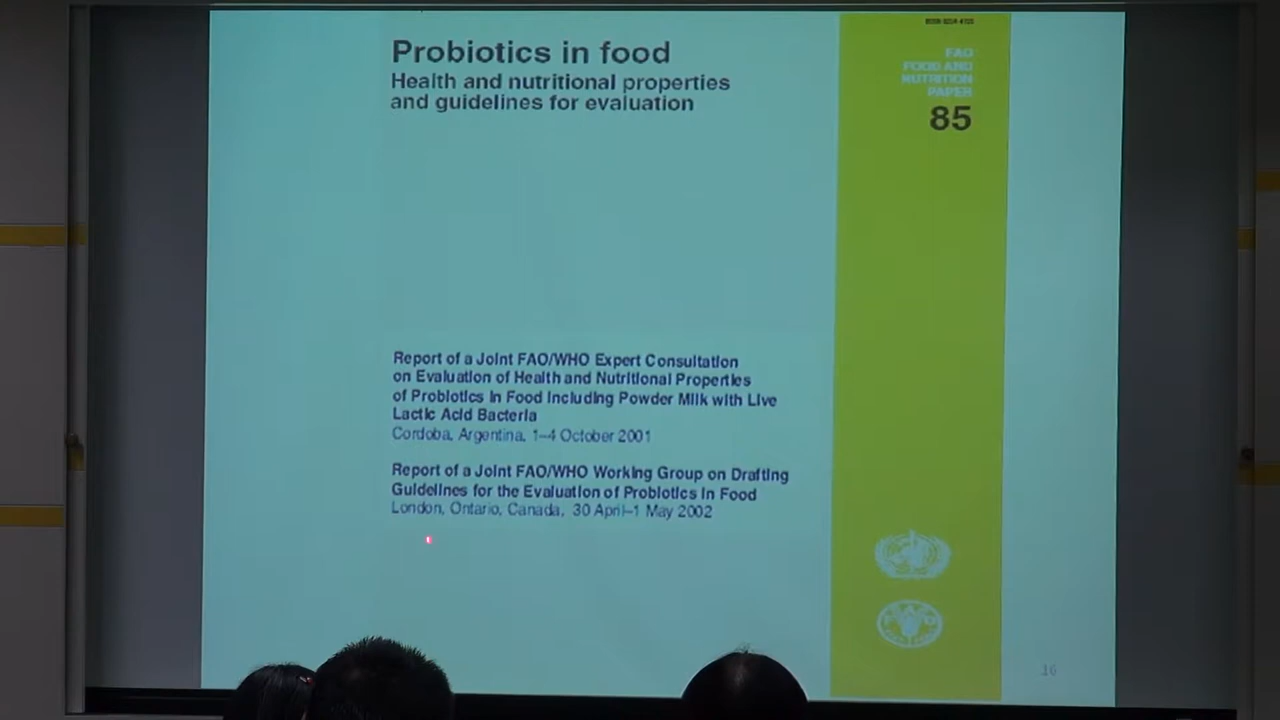 Probiotics in food
Health and nutritional properties
and guidelines for evaluation
FAO
FOOD AND
NUTRITION
PAPER
85
Report of a Joint FAO/WHO Expert Consultation
on Evaluation of Health and Nutritional Properties
of Probiotics in Food Including Powder Milk with Live
Lactic Acid Bacteria
Cordoba, Argentina, 1–4 October 2001
Report of a Joint FAO/WHO Working Group on Drafting
Guidelines for the Evaluation of Probiotics in Food
London, Ontario, Canada, 30 April–1 May 2002
16